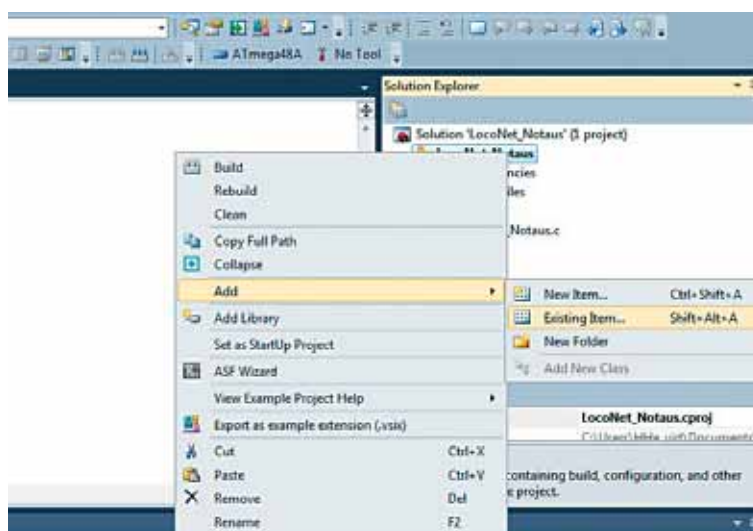 ATmega48A No Tool
Solution Explorer
Solution 'LocoNet_Notaus' (1 project)
ncies
iles
_Notaus.c
Build
Rebuild
Clean
Copy Full Path
Collapse
Add
New Item... Ctrl+Shift+A
Existing Item... Shift+Alt+A
New Folder
Add New Class
Add Library
Set as StartUp Project
ASF Wizard
View Example Project Help
Export as example extension (.vsix)
Cut Ctrl+X
Paste Ctrl+V
Remove Del
Rename F2
LocoNet_Notaus.cproj
containing build, configuration, and other
e project.